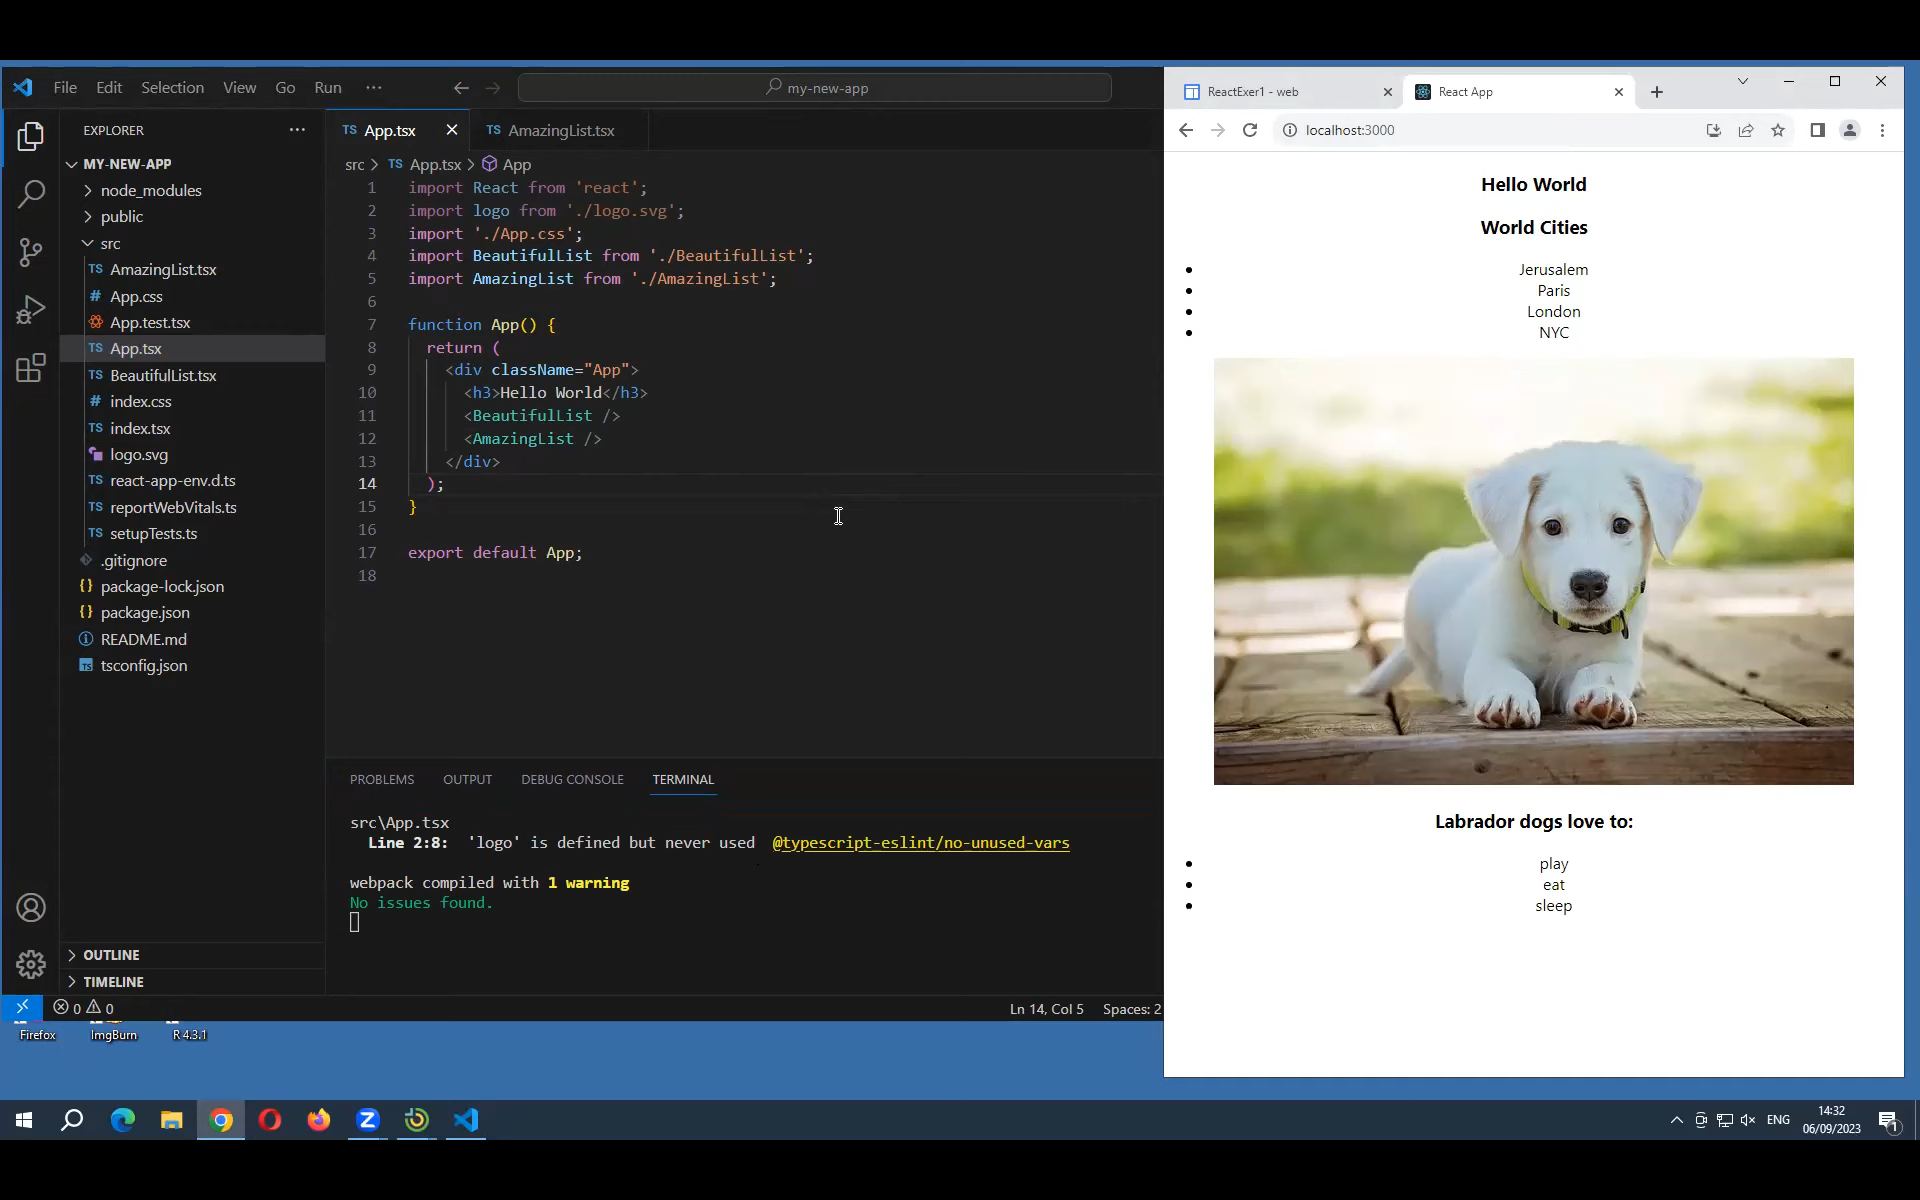 File Edit Selection View Go Run ···
my-new-app
EXPLORER ···
MY-NEW-APP
node_modules
public
src
TS AmazingList.tsx
# App.css
App.test.tsx
TS App.tsx
TS BeautifulList.tsx
# index.css
TS index.tsx
logo.svg
TS react-app-env.d.ts
TS reportWebVitals.ts
TS setupTests.ts
.gitignore
{} package-lock.json
{} package.json
README.md
TS tsconfig.json
OUTLINE
TIMELINE
TS App.tsx
TS AmazingList.tsx
src > TS App.tsx > App
1 import React from 'react';
2 import logo from './logo.svg';
3 import './App.css';
4 import BeautifulList from './BeautifulList';
5 import AmazingList from './AmazingList';
6
7 function App() {
8 return (
9 <div className="App">
10 <h3>Hello World</h3>
11 <BeautifulList />
12 <AmazingList />
13 </div>
14 );
15 }
16
17 export default App;
18
PROBLEMS OUTPUT DEBUG CONSOLE TERMINAL
src\App.tsx
Line 2:8: 'logo' is defined but never used @typescript-eslint/no-unused-vars
webpack compiled with 1 warning
No issues found.
0 0
Ln 14, Col 5 Spaces: 2
Firefox ImgBurn R 4.3.1
ReactExer1 - web
React App
localhost:3000
Hello World
World Cities
Jerusalem
Paris
London
NYC
Labrador dogs love to:
play
eat
sleep
ENG
14:32
06/09/2023
1